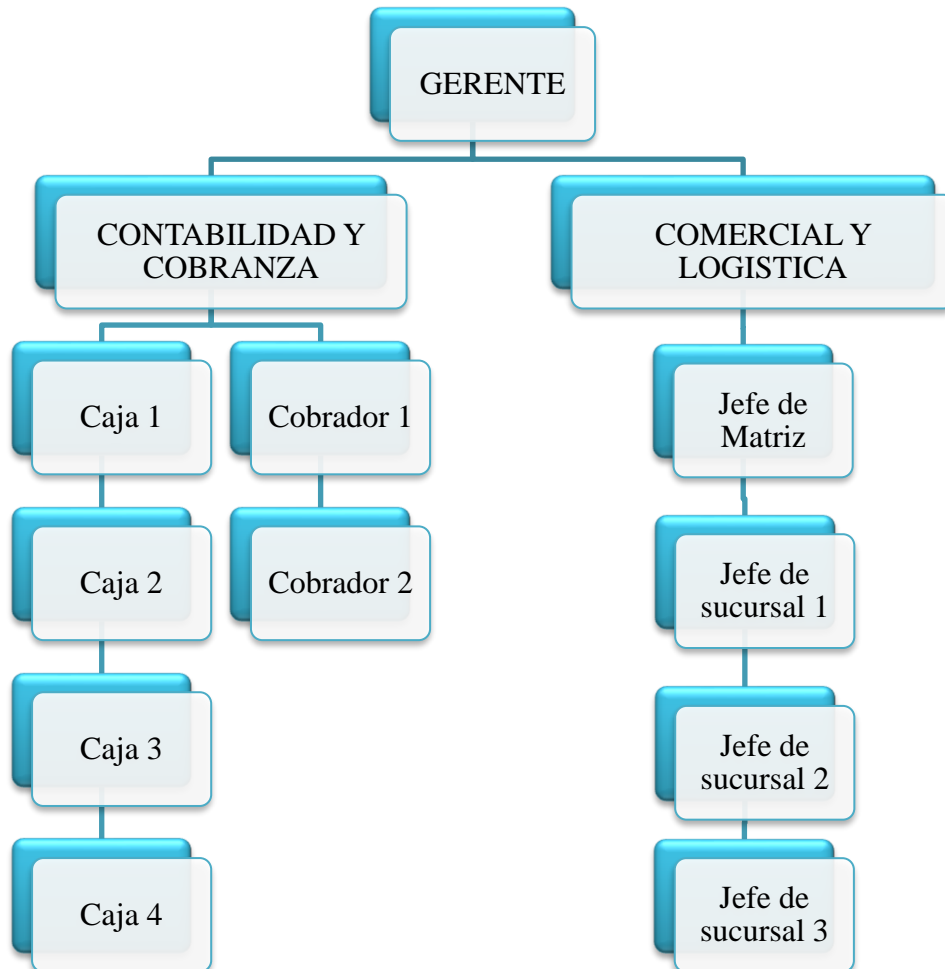 GERENTE
CONTABILIDAD Y
COBRANZA
COMERCIAL Y
LOGISTICA
Caja 1
Cobrador 1
Jefe de
Matriz
Caja 2
Cobrador 2
Jefe de
sucursal 1
Caja 3
Jefe de
sucursal 2
Caja 4
Jefe de
sucursal 3